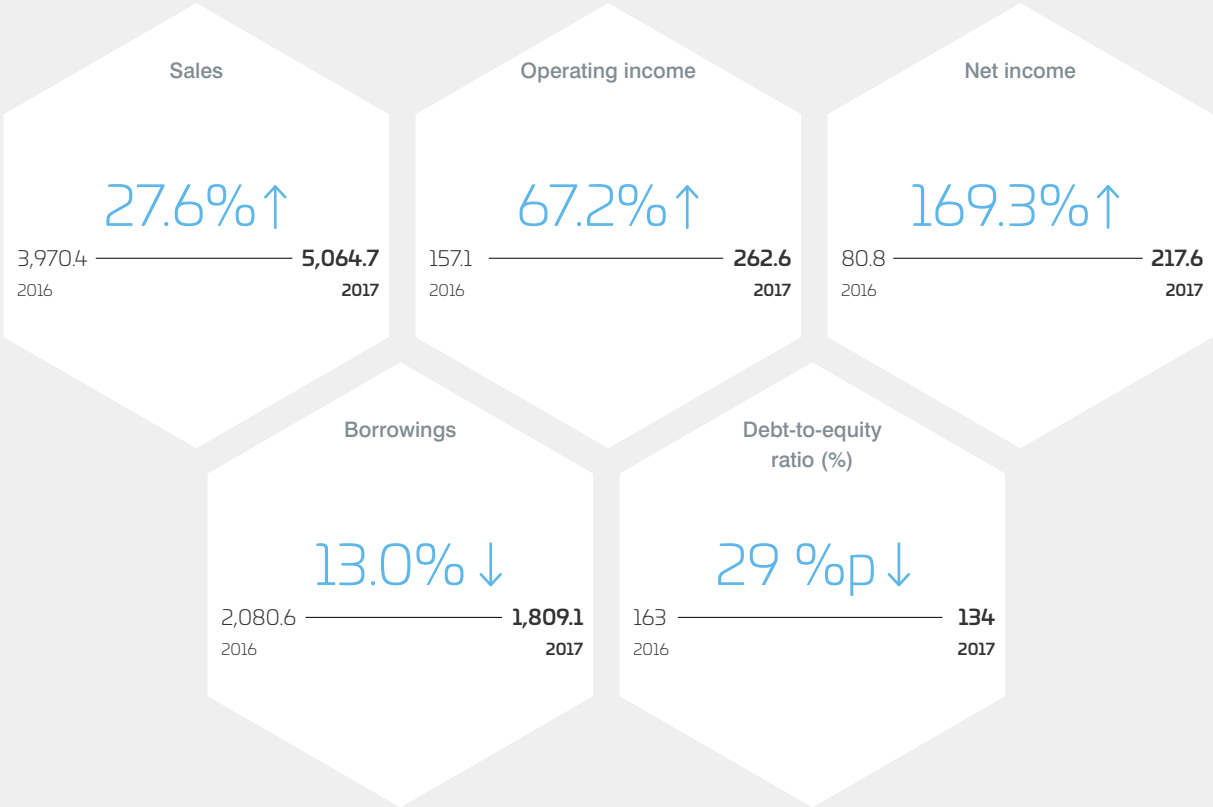 Sales
27.6%↑
3,970.4 5,064.7
2016 2017
Operating income
67.2%↑
157.1 262.6
2016 2017
Net income
169.3%↑
80.8 217.6
2016 2017
Borrowings
13.0%↓
2,080.6 1,809.1
2016 2017
Debt-to-equity
ratio (%)
29 %p↓
163 134
2016 2017